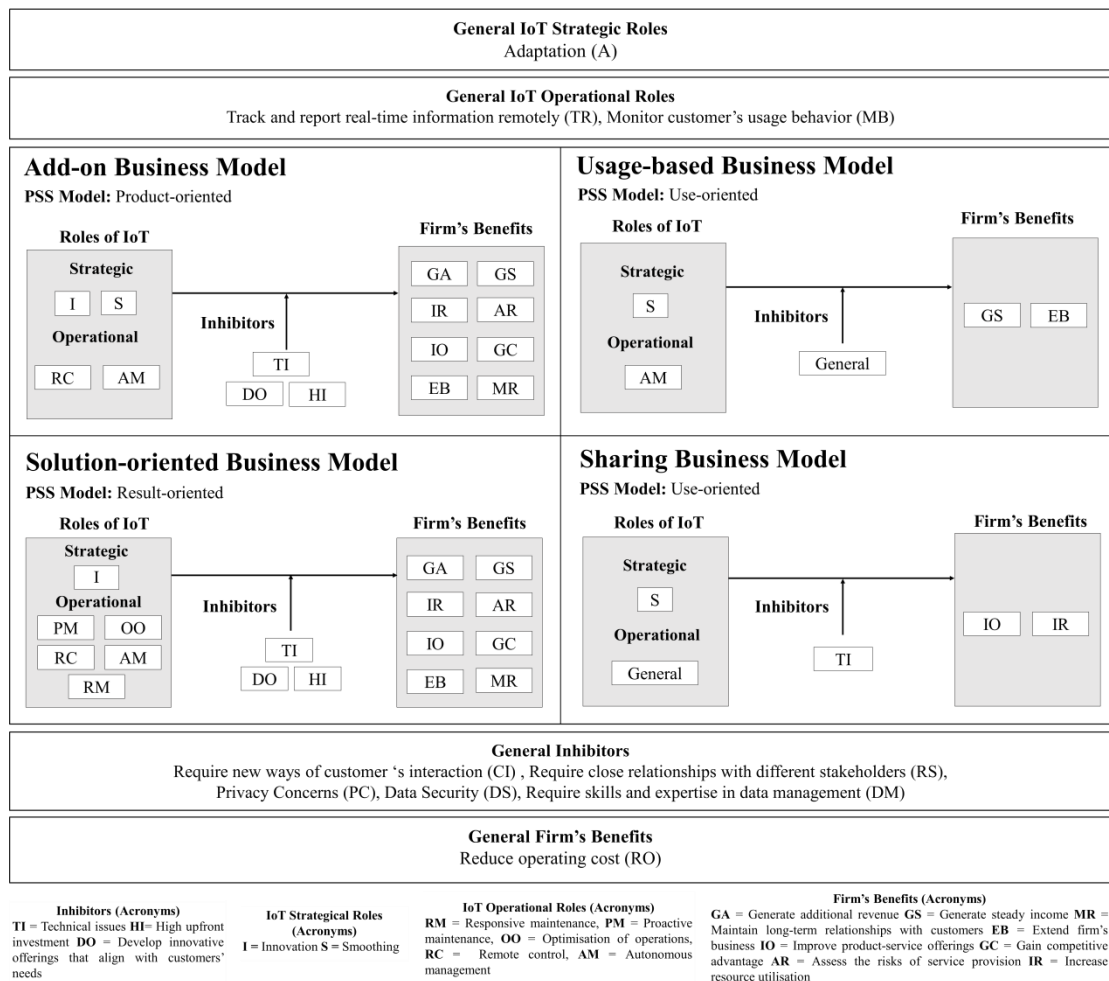 General IoT Strategic Roles
Adaptation (A)
General IoT Operational Roles
Track and report real-time information remotely (TR), Monitor customer's usage behavior (MB)
Add-on Business Model
PSS Model: Product-oriented
Roles of IoT
Strategic
I
S
Operational
RC
AM
Inhibitors
TI
DO
HI
Firm's Benefits
GA
GS
IR
AR
IO
GC
EB
MR
Usage-based Business Model
PSS Model: Use-oriented
Roles of IoT
Strategic
S
Operational
AM
Inhibitors
General
Firm's Benefits
GS
EB
Solution-oriented Business Model
PSS Model: Result-oriented
Roles of IoT
Strategic
I
Operational
PM
OO
RC
AM
RM
Inhibitors
TI
DO
HI
Firm's Benefits
GA
GS
IR
AR
IO
GC
EB
MR
Sharing Business Model
PSS Model: Use-oriented
Roles of IoT
Strategic
S
Operational
General
Inhibitors
TI
Firm's Benefits
IO
IR
General Inhibitors
Require new ways of customer 's interaction (CI) , Require close relationships with different stakeholders (RS),
Privacy Concerns (PC), Data Security (DS), Require skills and expertise in data management (DM)
General Firm's Benefits
Reduce operating cost (RO)
Inhibitors (Acronyms)
TI = Technical issues HI= High upfront
investment DO = Develop innovative
offerings that align with customers'
needs
IoT Strategical Roles
(Acronyms)
I = Innovation S = Smoothing
IoT Operational Roles (Acronyms)
RM = Responsive maintenance, PM = Proactive
maintenance, OO = Optimisation of operations,
RC = Remote control, AM = Autonomous
management
Firm's Benefits (Acronyms)
GA = Generate additional revenue GS = Generate steady income MR =
Maintain long-term relationships with customers EB = Extend firm's
business IO = Improve product-service offerings GC = Gain competitive
advantage AR = Assess the risks of service provision IR = Increase
resource utilisation